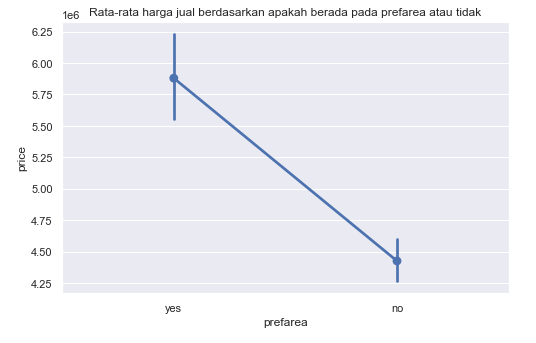 Rata-rata harga jual berdasarkan apakah berada pada prefarea atau tidak
1e6
6.25
6.00
5.75
5.50
5.25
5.00
4.75
4.50
4.25
price
yes
no
prefarea